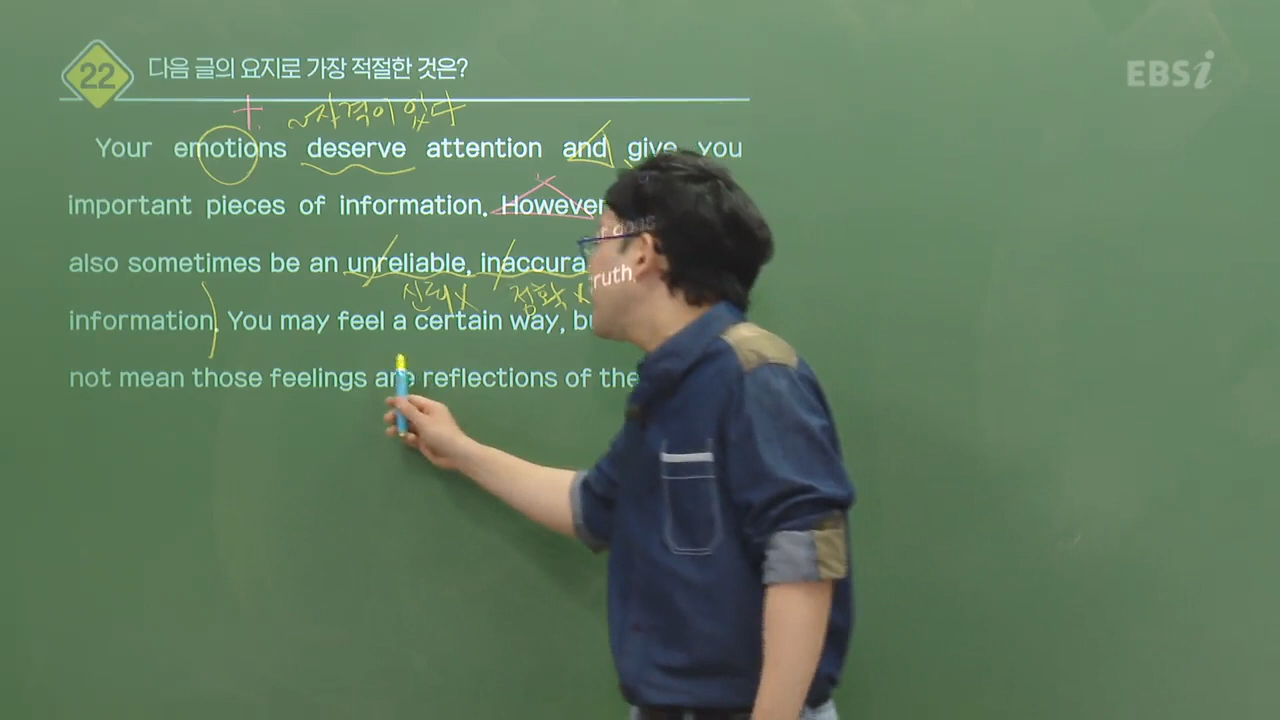 22 다음 글의 요지로 가장 적절한 것은?
EBSi
+ ~자격이 있다
Your emotions deserve attention and give you
important pieces of information. However
also sometimes be an unreliable, inaccura
신뢰X 정확X
information. You may feel a certain way, bu does
not mean those feelings are reflections of the truth.